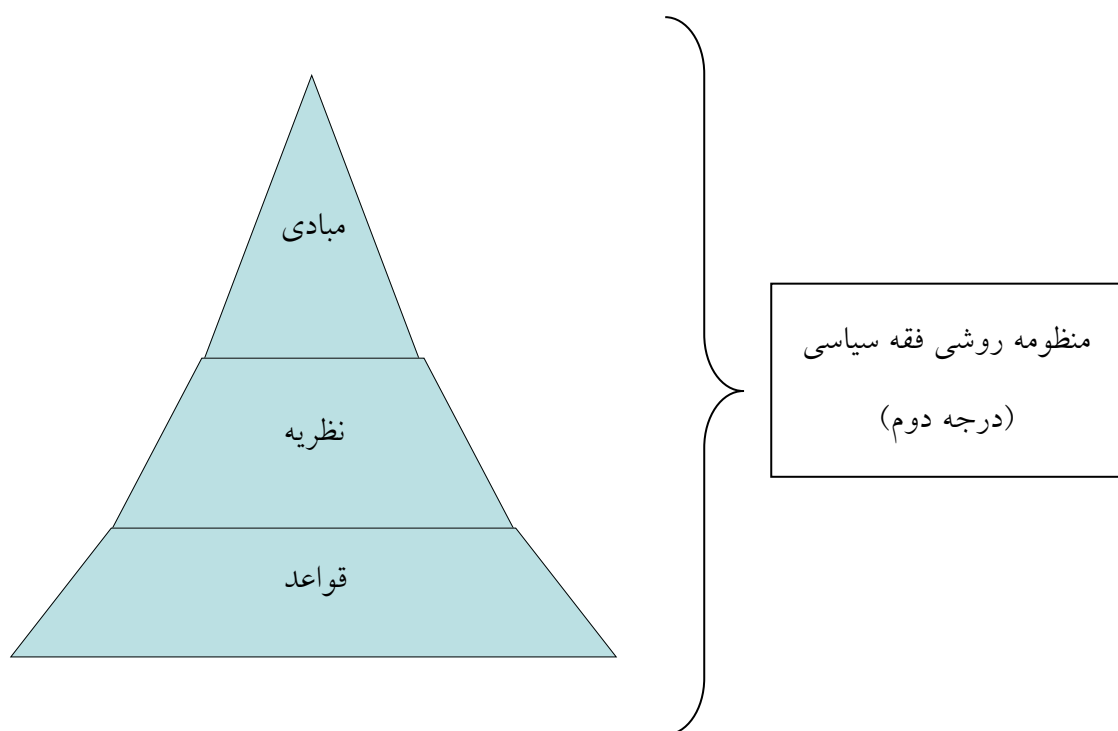 مبادی
نظریه
قواعد
منظومه روشی فقه سیاسی
(درجه دوم)